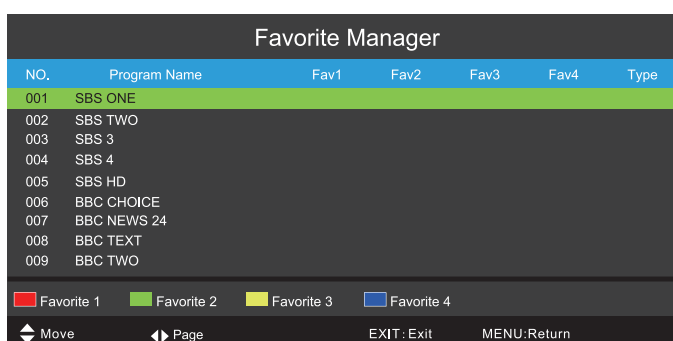 Favorite Manager
NO. Program Name Fav1 Fav2 Fav3 Fav4 Type
001 SBS ONE
002 SBS TWO
003 SBS 3
004 SBS 4
005 SBS HD
006 BBC CHOICE
007 BBC NEWS 24
008 BBC TEXT
009 BBC TWO
Favorite 1 Favorite 2 Favorite 3 Favorite 4
Move Page EXIT:Exit MENU:Return